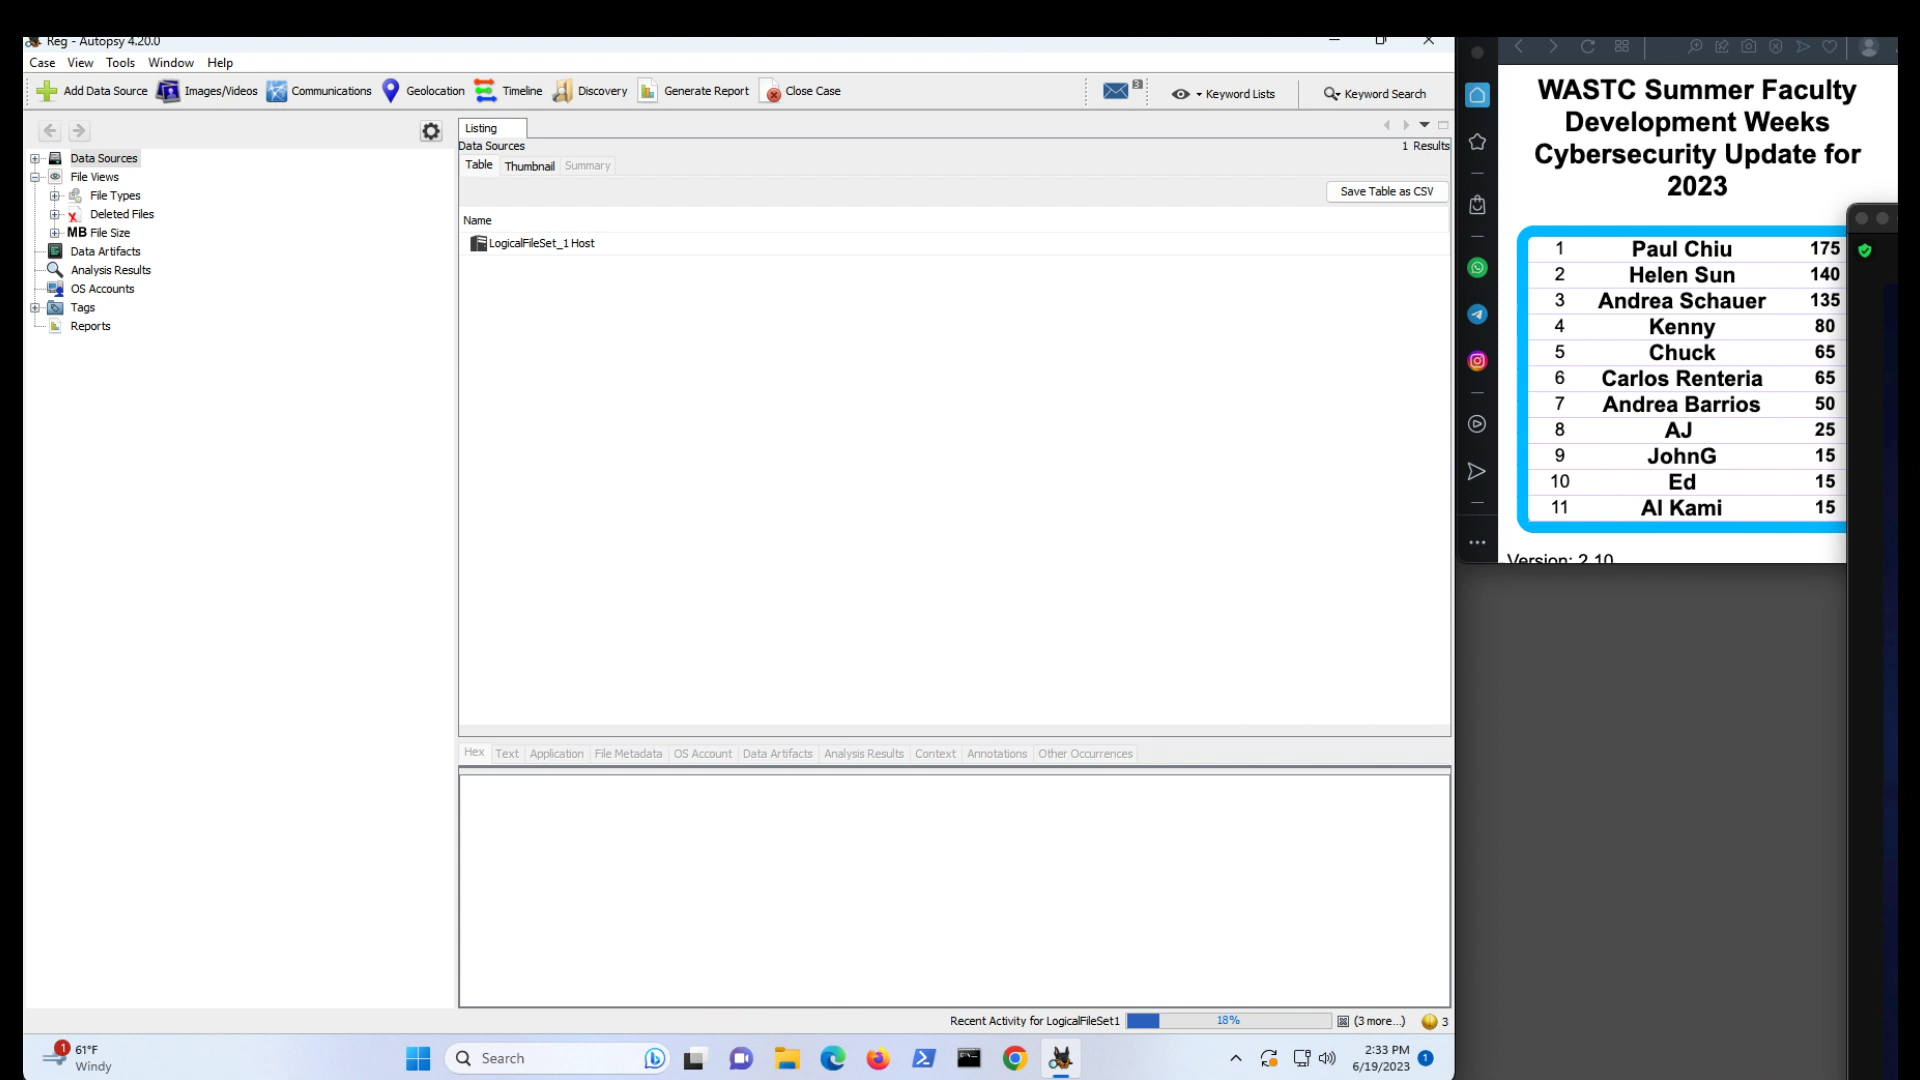 Reg - Autopsy 4.20.0
Case View Tools Window Help
Add Data Source Images/Videos Communications Geolocation Timeline Discovery Generate Report Close Case
3
Keyword Lists
Keyword Search
Data Sources
File Views
File Types
Deleted Files
MB File Size
Data Artifacts
Analysis Results
OS Accounts
Tags
Reports
Listing
Data Sources
1 Results
Table Thumbnail Summary
Save Table as CSV
Name
LogicalFileSet_1 Host
Hex Text Application File Metadata OS Account Data Artifacts Analysis Results Context Annotations Other Occurrences
Recent Activity for LogicalFileSet1 18% (3 more...) 3
1
61°F
Windy
Search
2:33 PM
6/19/2023
1
WASTC Summer Faculty
Development Weeks
Cybersecurity Update for
2023
1 Paul Chiu 175
2 Helen Sun 140
3 Andrea Schauer 135
4 Kenny 80
5 Chuck 65
6 Carlos Renteria 65
7 Andrea Barrios 50
8 AJ 25
9 JohnG 15
10 Ed 15
11 Al Kami 15
Version: 2.10